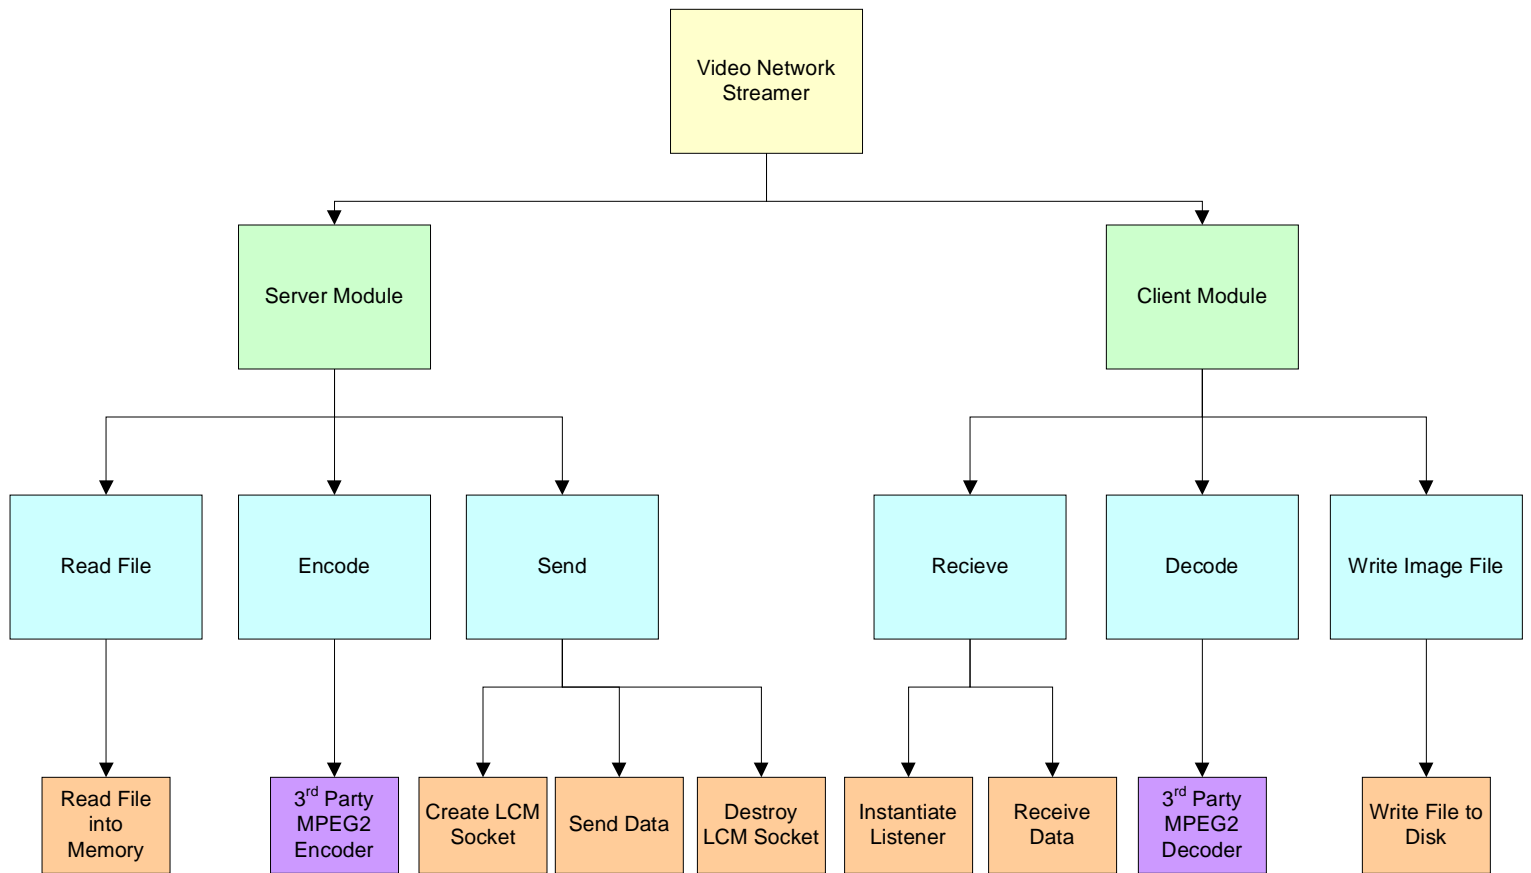 Video Network
Streamer
Server Module
Client Module
Read File
Encode
Send
Recieve
Decode
Write Image File
Read File
into
Memory
3rd Party
MPEG2
Encoder
Create LCM
Socket
Send Data
Destroy
LCM Socket
Instantiate
Listener
Receive
Data
3rd Party
MPEG2
Decoder
Write File to
Disk